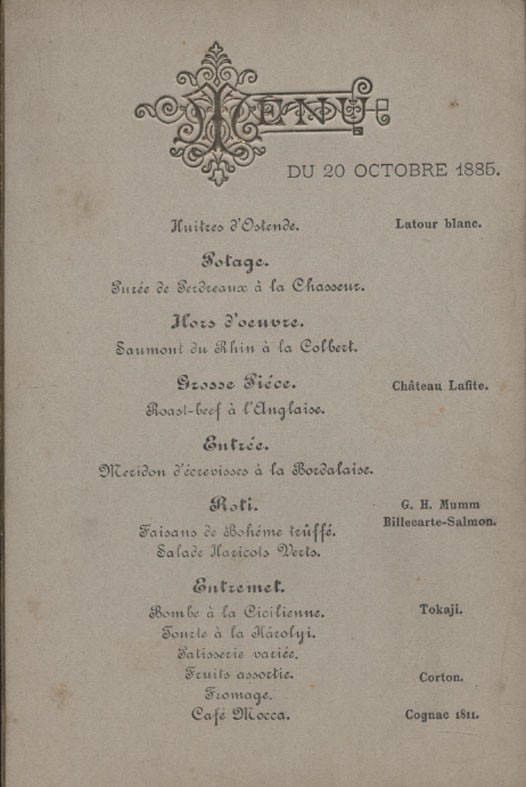 MENU
DU 20 OCTOBRE 1885.
Huitres d'Ostende. Latour blanc.
Potage.
Purée de Perdreaux à la Chasseur.
Hors d'oeuvre.
Saumont du Rhin à la Colbert.
Grosse Piéce. Château Lafite.
Roast-beef à l'Anglaise.
Entrée.
Meridon d'écrevisses à la Bordalaise.
Roti. G. H. Mumm
Billecarte-Salmon.
Faisans de Bohéme trûffé.
Salade Haricots Verts.
Entremet.
Bombe à la Cicilienne. Tokaji.
Tourte à la Károlyi.
Patisserie variée.
Fruits assortie. Corton.
Fromage.
Café Mocca. Cognac 1811.